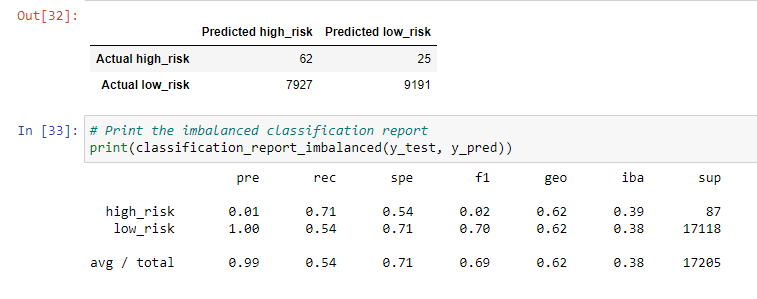 Out[32]:
Predicted high_risk Predicted low_risk
Actual high_risk 62 25
Actual low_risk 7927 9191
In [33]: # Print the imbalanced classification report
print(classification_report_imbalanced(y_test, y_pred))
pre rec spe f1 geo iba sup
high_risk 0.01 0.71 0.54 0.02 0.62 0.39 87
low_risk 1.00 0.54 0.71 0.70 0.62 0.38 17118
avg / total 0.99 0.54 0.71 0.69 0.62 0.38 17205